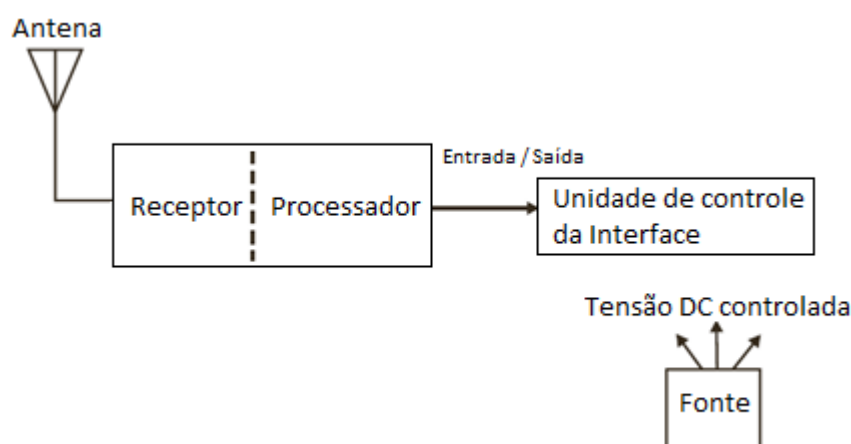 Antena
Entrada / Saída
Receptor
Processador
Unidade de controle
da Interface
Tensão DC controlada
Fonte